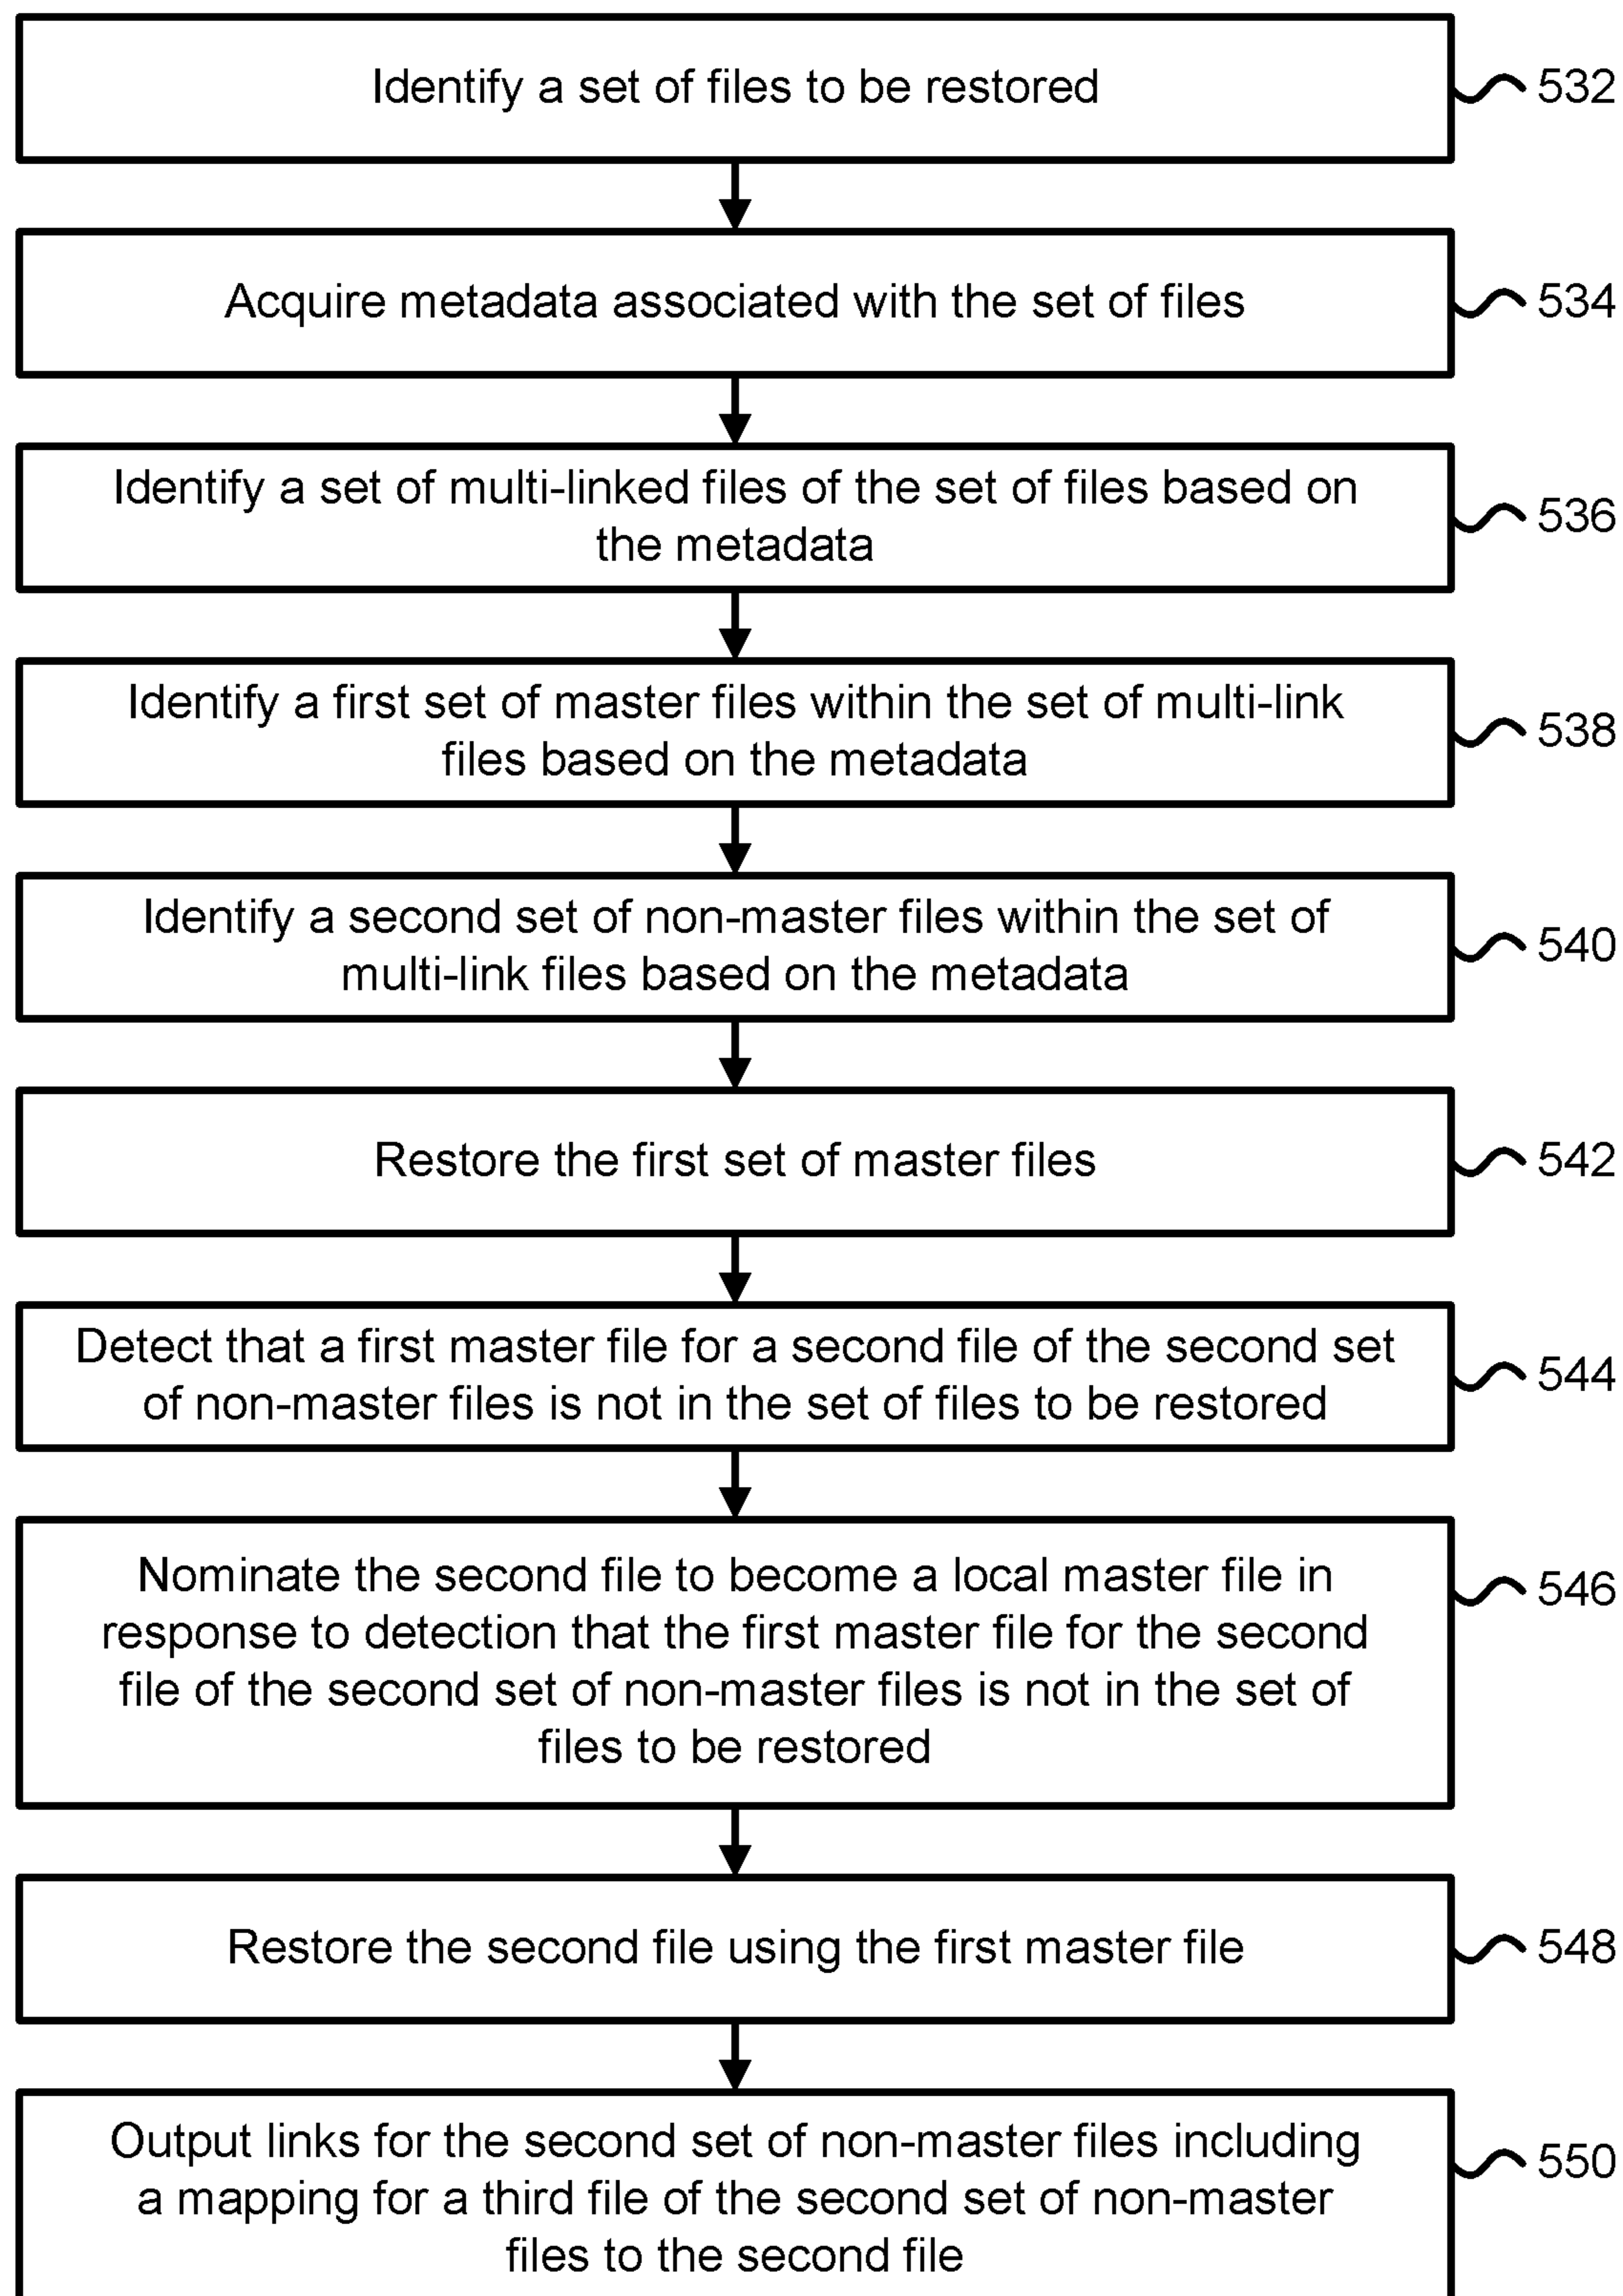 Identify a set of files to be restored
532
Acquire metadata associated with the set of files
534
Identify a set of multi-linked files of the set of files based on
the metadata
536
Identify a first set of master files within the set of multi-link
files based on the metadata
538
Identify a second set of non-master files within the set of
multi-link files based on the metadata
540
Restore the first set of master files
542
Detect that a first master file for a second file of the second set
of non-master files is not in the set of files to be restored
544
Nominate the second file to become a local master file in
response to detection that the first master file for the second
file of the second set of non-master files is not in the set of
files to be restored
546
Restore the second file using the first master file
548
Output links for the second set of non-master files including
a mapping for a third file of the second set of non-master
files to the second file
550